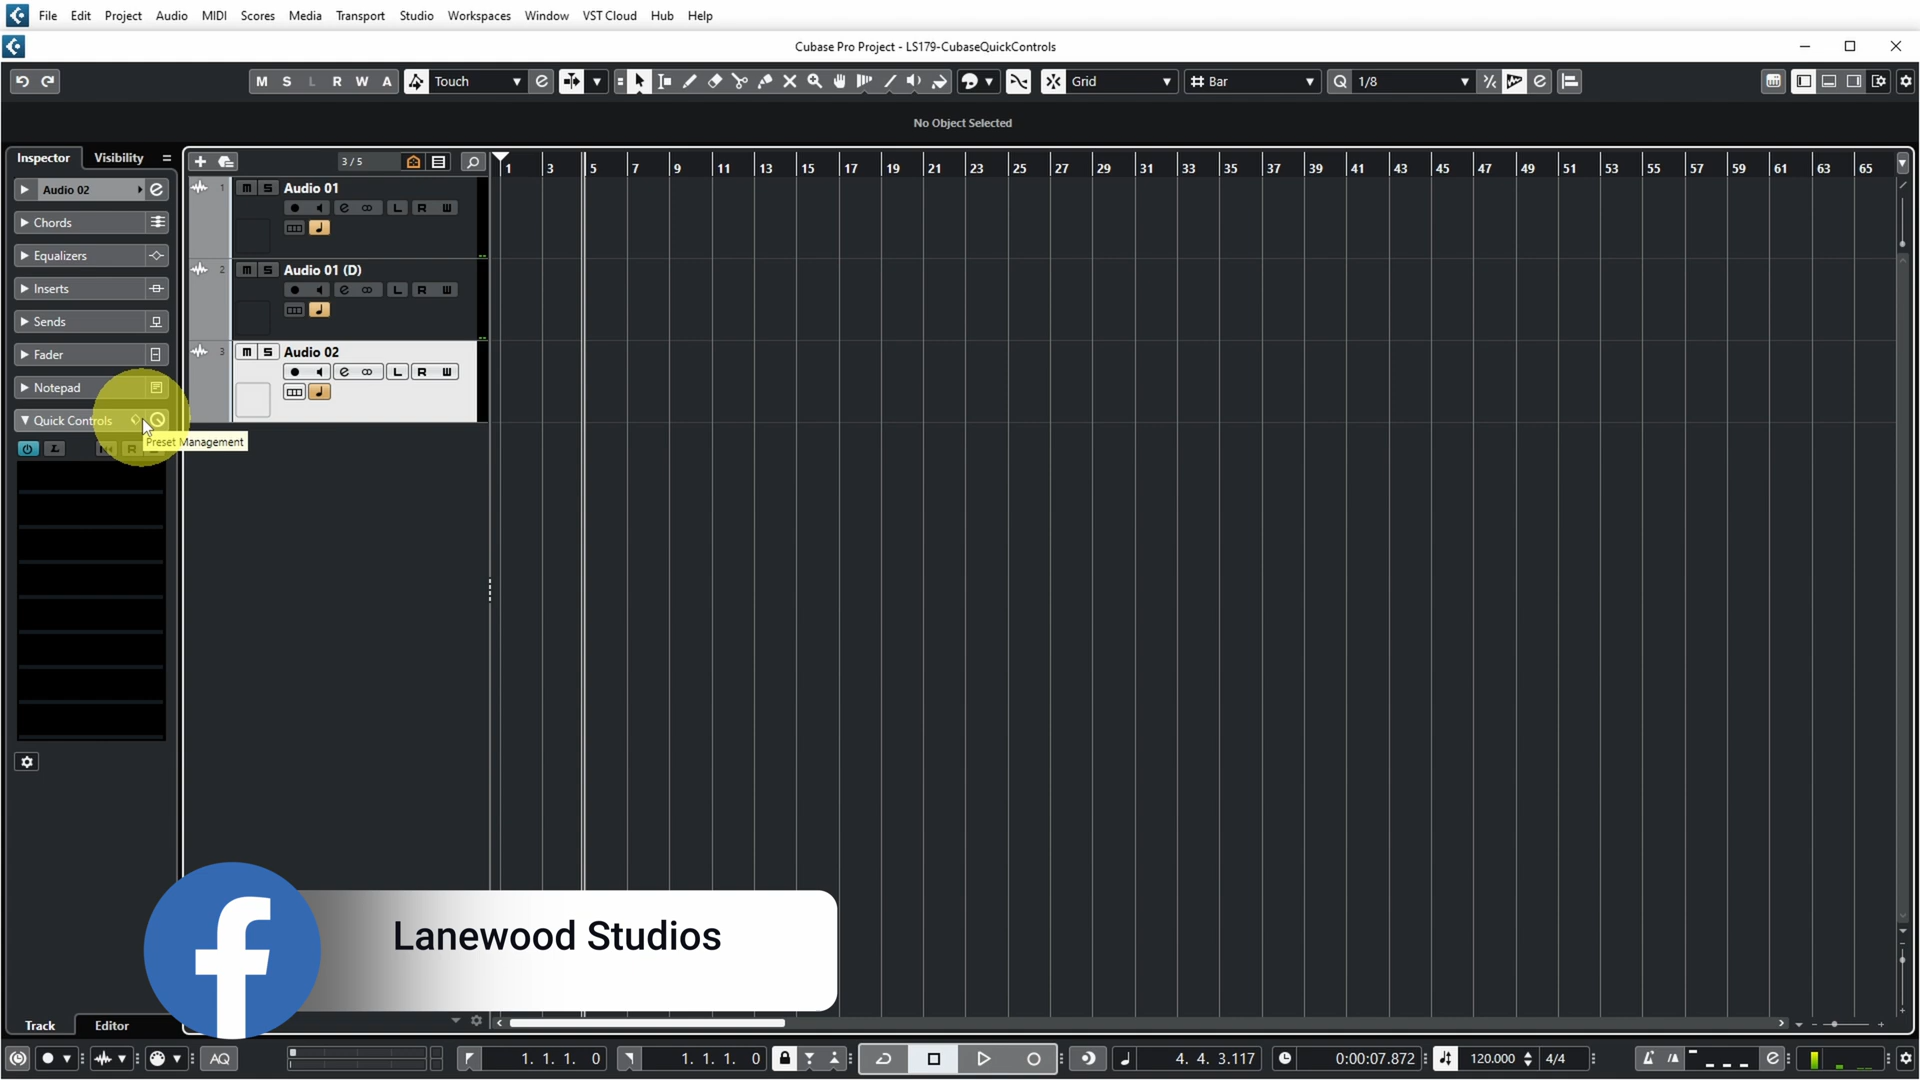 File Edit Project Audio MIDI Scores Media Transport Studio Workspaces Window VST Cloud Hub Help
Cubase Pro Project - LS179-CubaseQuickControls
M S L R W A Touch Grid Bar 1/8
No Object Selected
Inspector Visibility
3 / 5
1 3 5 7 9 11 13 15 17 19 21 23 25 27 29 31 33 35 37 39 41 43 45 47 49 51 53 55 57 59 61 63 65
Audio 02
Chords
Equalizers
Inserts
Sends
Fader
Notepad
Quick Controls
Preset Management
1 m S Audio 01
L R W
2 m S Audio 01 (D)
L R W
3 m S Audio 02
L R W
Lanewood Studios
Track Editor
AQ 1. 1. 1. 0 1. 1. 1. 0 4. 4. 3.117 0:00:07.872 120.000 4/4